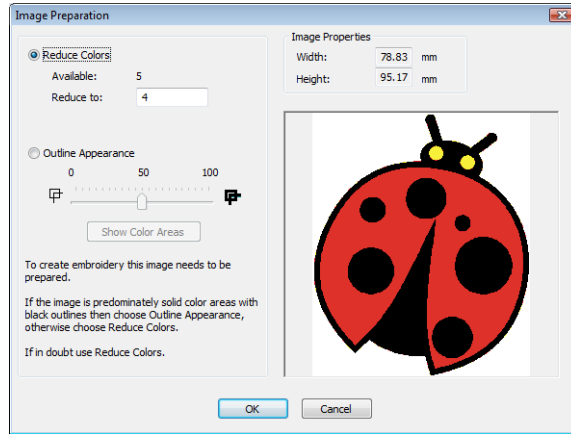 Image Preparation
Reduce Colors
Available: 5
Reduce to: 4
Outline Appearance
0 50 100
Show Color Areas
To create emboidery this image needs to be
prepared.
If the image is predominately solid color areas with
black outlines then choose Outline Appearance,
otherwise choose Reduce Colors.
If in doubt use Reduce Colors.
Image Properties
Width: 78.83 mm
Height: 95.17 mm
OK Cancel